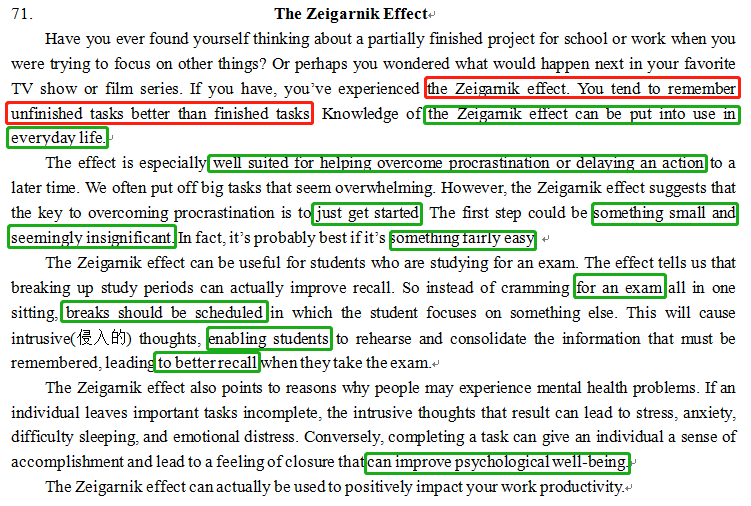 71. The Zeigarnik Effect
Have you ever found yourself thinking about a partially finished project for school or work when you
were trying to focus on other things? Or perhaps you wondered what would happen next in your favorite
TV show or film series. If you have, you’ve experienced the Zeigarnik effect. You tend to remember
unfinished tasks better than finished tasks Knowledge of the Zeigarnik effect can be put into use in
everyday life.
The effect is especially well suited for helping overcome procrastination or delaying an action to a
later time. We often put off big tasks that seem overwhelming. However, the Zeigarnik effect suggests that
the key to overcoming procrastination is to just get started The first step could be something small and
seemingly insignificant. In fact, it’s probably best if it’s something fairly easy
The Zeigarnik effect can be useful for students who are studying for an exam. The effect tells us that
breaking up study periods can actually improve recall. So instead of cramming for an exam all in one
sitting, breaks should be scheduled in which the student focuses on something else. This will cause
intrusive(侵入的) thoughts, enabling students to rehearse and consolidate the information that must be
remembered, leading to better recall when they take the exam.
The Zeigarnik effect also points to reasons why people may experience mental health problems. If an
individual leaves important tasks incomplete, the intrusive thoughts that result can lead to stress, anxiety,
difficulty sleeping, and emotional distress. Conversely, completing a task can give an individual a sense of
accomplishment and lead to a feeling of closure that can improve psychological well-being.
The Zeigarnik effect can actually be used to positively impact your work productivity.